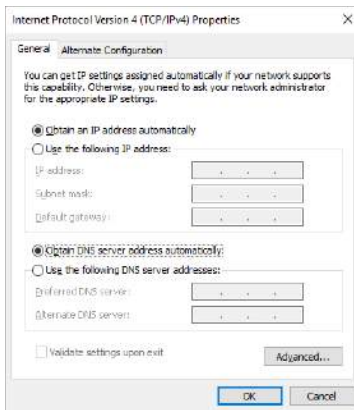 Internet Protocol Version 4 (TCP/IPv4) Properties
General Alternate Configuration
You can get IP settings assigned automatically if your network supports
this capability. Otherwise, you need to ask your network administrator
for the appropriate IP settings.
Obtain an IP address automatically
Use the following IP address:
IP address:
Subnet mask:
Default gateway:
Obtain DNS server address automatically
Use the following DNS server addresses:
Preferred DNS server:
Alternate DNS server:
Validate settings upon exit
Advanced...
OK Cancel